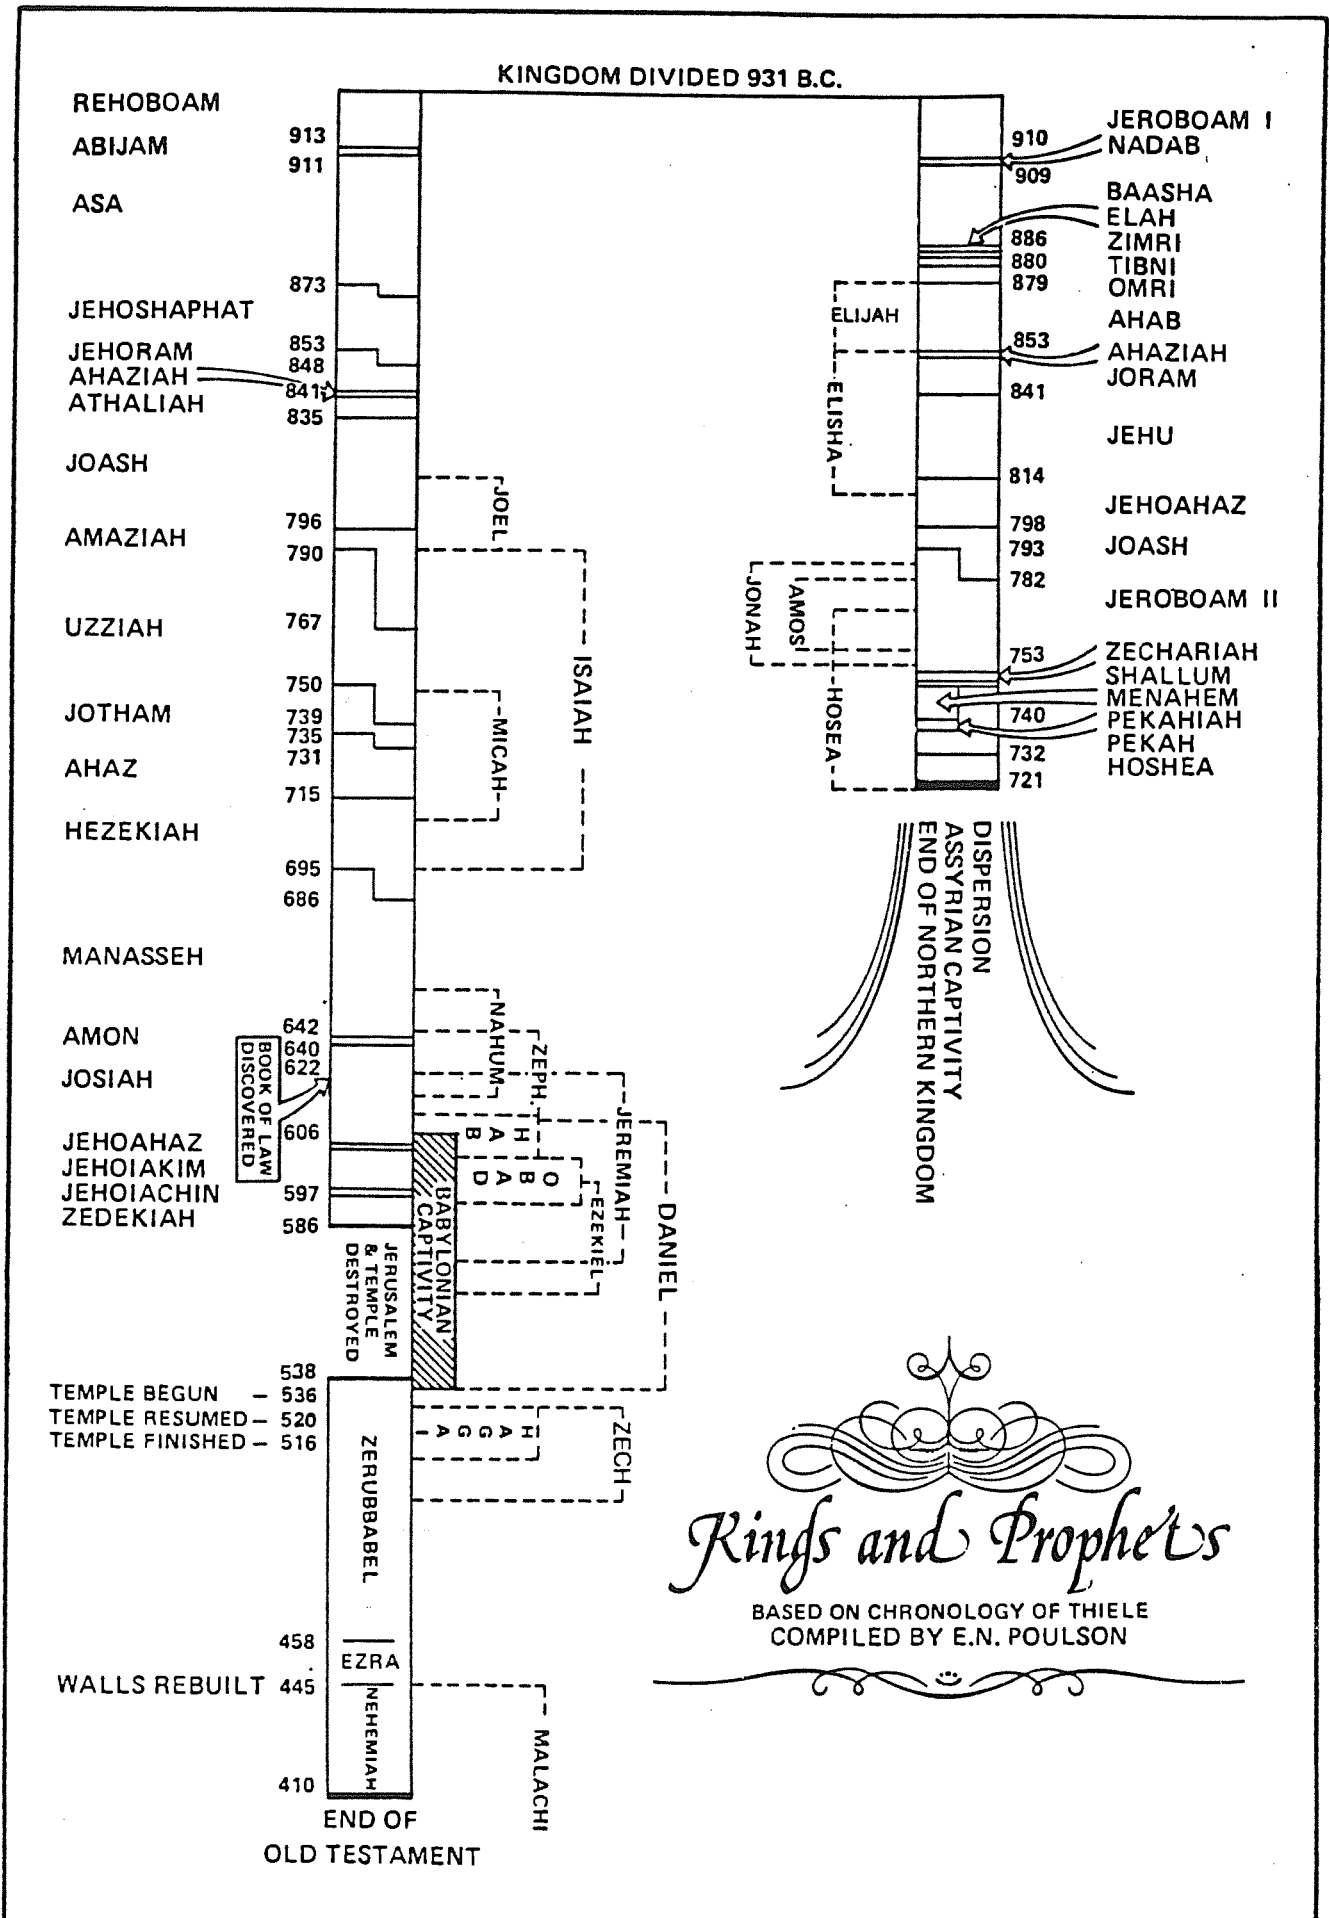 KINGDOM DIVIDED 931 B.C.
REHOBOAM
913
ABIJAM
911
ASA
873
JEHOSHAPHAT
853
JEHORAM
848
AHAZIAH
841
ATHALIAH
835
JOASH
796
AMAZIAH
790
UZZIAH
767
750
JOTHAM
739
735
731
AHAZ
715
HEZEKIAH
695
686
MANASSEH
642
AMON
640
622
JOSIAH
BOOK OF LAW
DISCOVERED
606
JEHOAHAZ
JEHOIAKIM
JEHOIACHIN
597
ZEDEKIAH
586
JERUSALEM
& TEMPLE
DESTROYED
BABYLONIAN
CAPTIVITY
538
TEMPLE BEGUN – 536
TEMPLE RESUMED – 520
TEMPLE FINISHED – 516
ZERUBBABEL
458
EZRA
WALLS REBUILT 445
NEHEMIAH
410
END OF
OLD TESTAMENT
JOEL
ISAIAH
MICAH
NAHUM
ZEPH.
JEREMIAH
HAB
OBAD
EZEKIEL
DANIEL
HAGGAI
ZECH
MALACHI
JEROBOAM I
910
NADAB
909
BAASHA
ELAH
886
ZIMRI
880
TIBNI
879
OMRI
ELIJAH
AHAB
853
AHAZIAH
JORAM
841
ELISHA
JEHU
814
JEHOAHAZ
798
793
JOASH
782
JEROBOAM II
JONAH
AMOS
HOSEA
753
ZECHARIAH
SHALLUM
MENAHEM
740
PEKAHIAH
PEKAH
732
HOSHEA
721
DISPERSION
ASSYRIAN CAPTIVITY
END OF NORTHERN KINGDOM
Kings and Prophets
BASED ON CHRONOLOGY OF THIELE
COMPILED BY E.N. POULSON